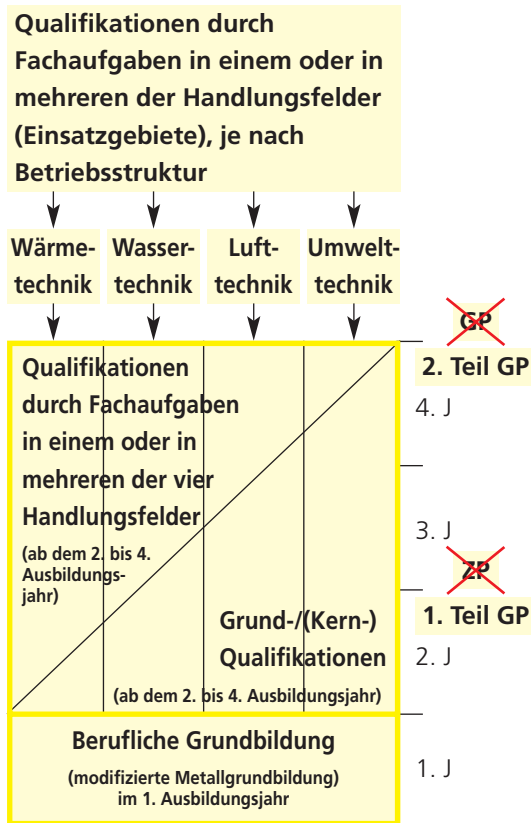 Qualifikationen durch
Fachaufgaben in einem oder in
mehreren der Handlungsfelder
(Einsatzgebiete), je nach
Betriebsstruktur
Wärme-
technik
Wasser-
technik
Luft-
technik
Umwelt-
technik
GP
2. Teil GP
4. J
Qualifikationen
durch Fachaufgaben
in einem oder in
mehreren der vier
Handlungsfelder
(ab dem 2. bis 4.
Ausbildungs-
jahr)
3. J
ZP
1. Teil GP
2. J
Grund-/(Kern-)
Qualifikationen
(ab dem 2. bis 4. Ausbildungsjahr)
Berufliche Grundbildung
(modifizierte Metallgrundbildung)
im 1. Ausbildungsjahr
1. J